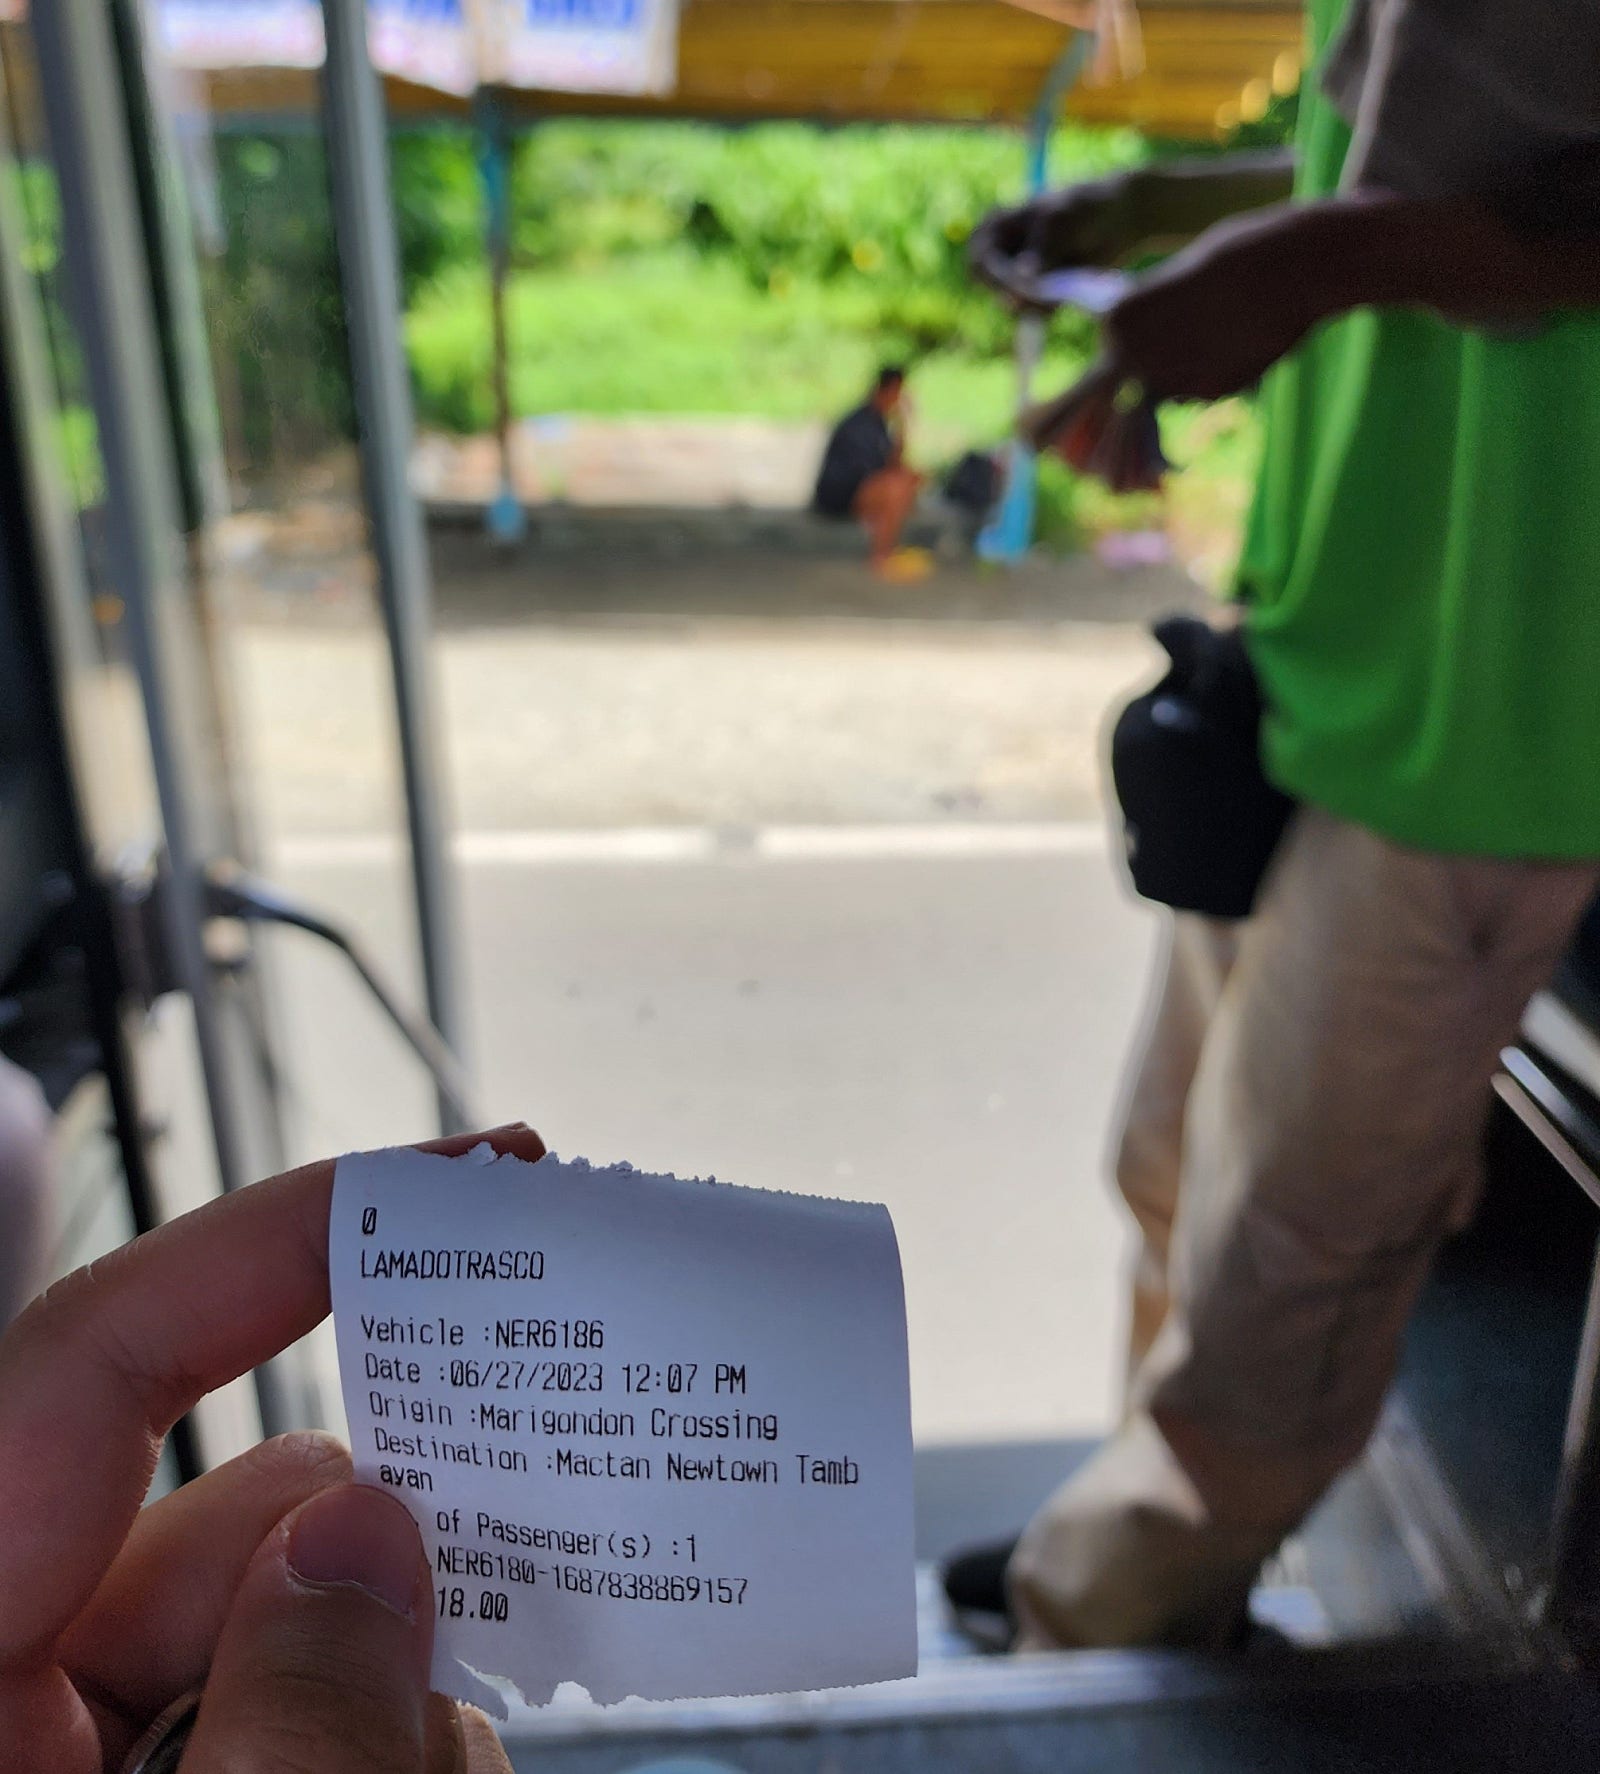 0
LAMADOTRASCO
Vehicle :NER6186
Date :06/27/2023 12:07 PM
Origin :Marigondon Crossing
Destination :Mactan Newtown Tamb
ayan
of Passenger(s) :1
NER6180-1687838869157
18.00